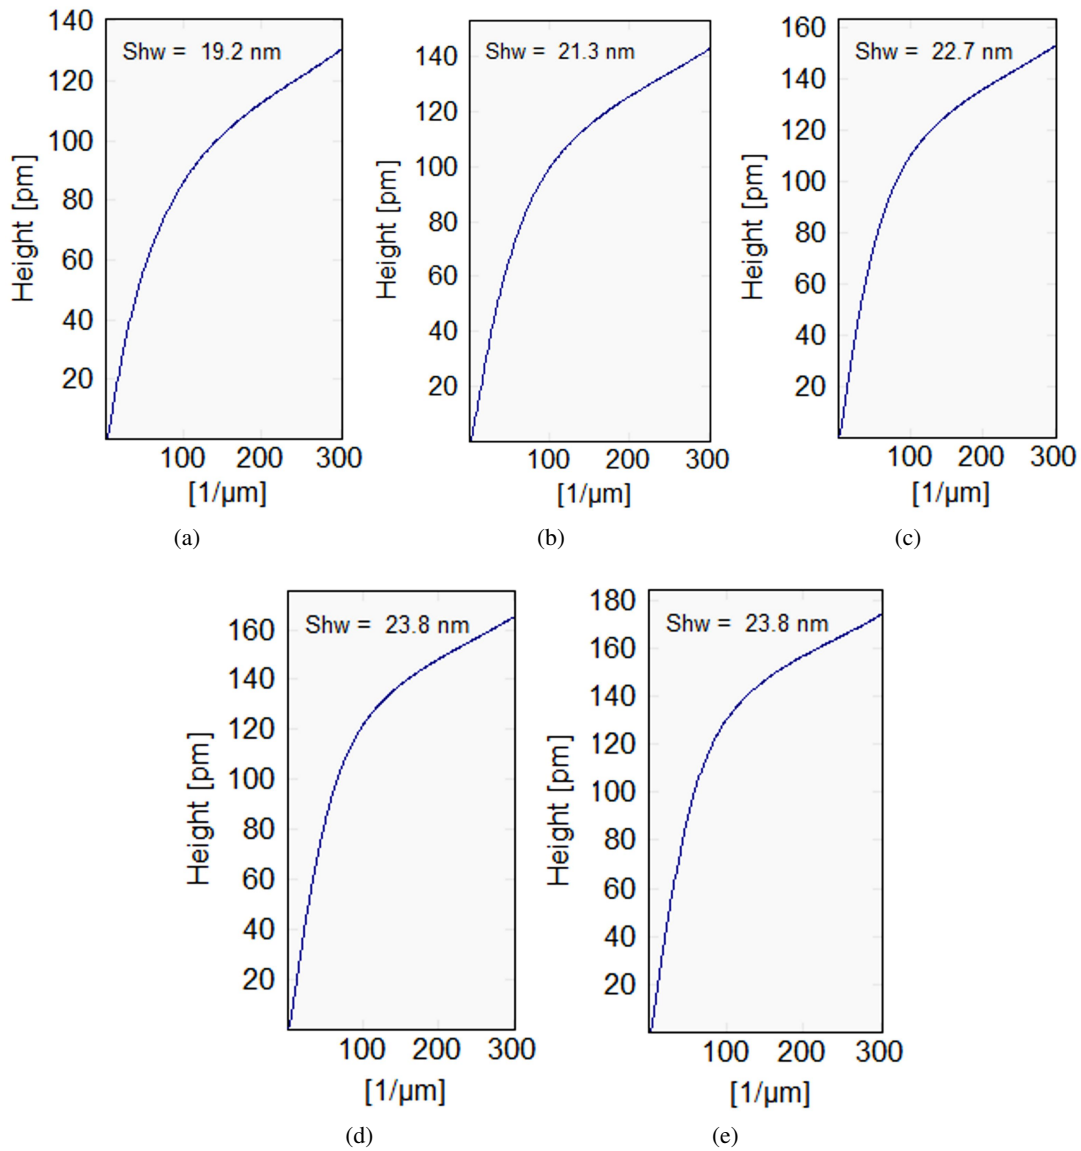 Shw = 19.2 nm
Height [pm]
140
120
100
80
60
40
20
100 200 300
[1/µm]
(a)
Shw = 21.3 nm
Height [pm]
140
120
100
80
60
40
20
100 200 300
[1/µm]
(b)
Shw = 22.7 nm
Height [pm]
160
140
120
100
80
60
40
20
100 200 300
[1/µm]
(c)
Shw = 23.8 nm
Height [pm]
160
140
120
100
80
60
40
20
100 200 300
[1/µm]
(d)
Shw = 23.8 nm
Height [pm]
180
160
140
120
100
80
60
40
20
100 200 300
[1/µm]
(e)